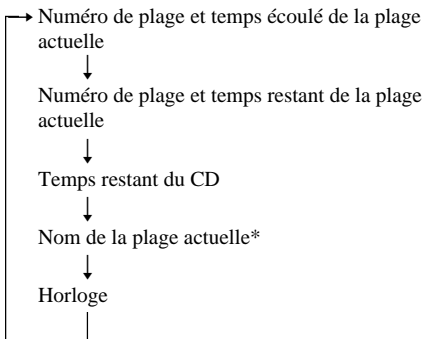 Numéro de plage et temps écoulé de la plage
actuelle
Numéro de plage et temps restant de la plage
actuelle
Temps restant du CD
Nom de la plage actuelle*
Horloge